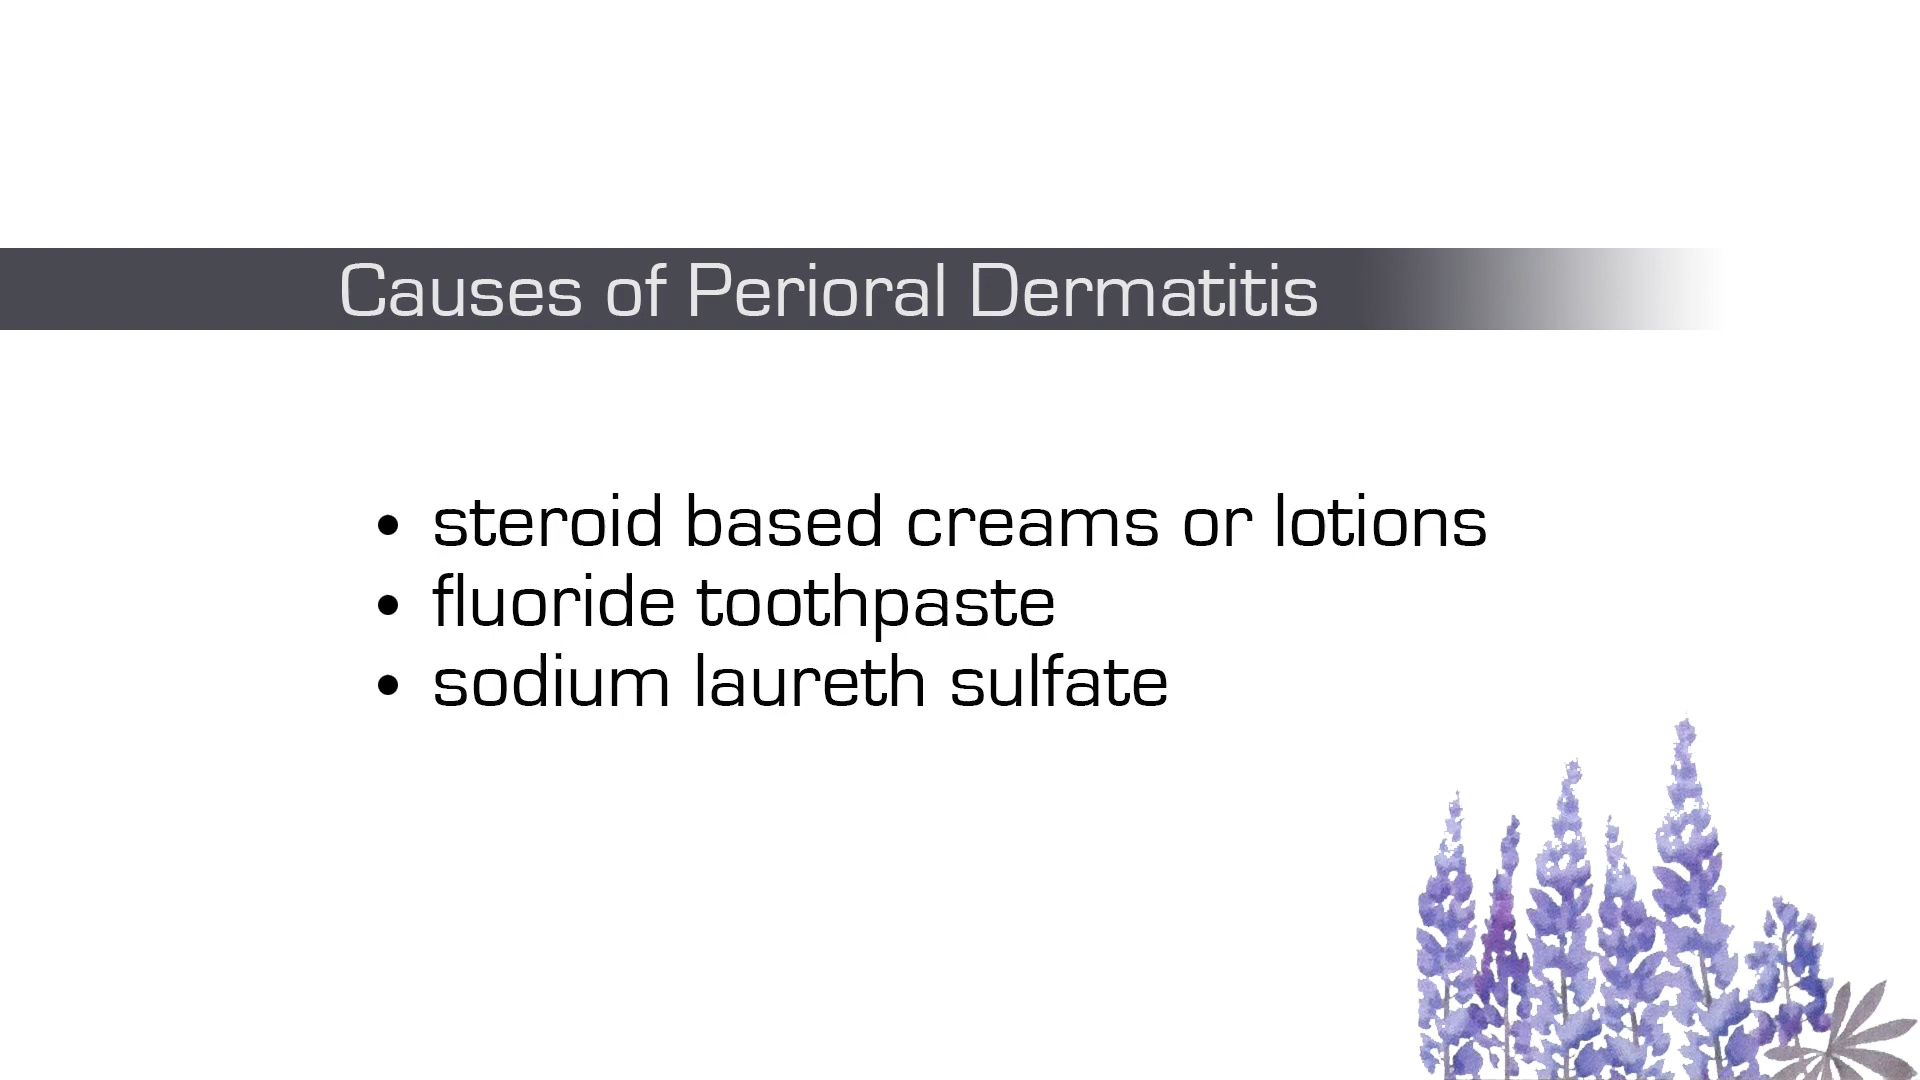 Causes of Perioral Dermatitis
• steroid based creams or lotions
• fluoride toothpaste
• sodium laureth sulfate